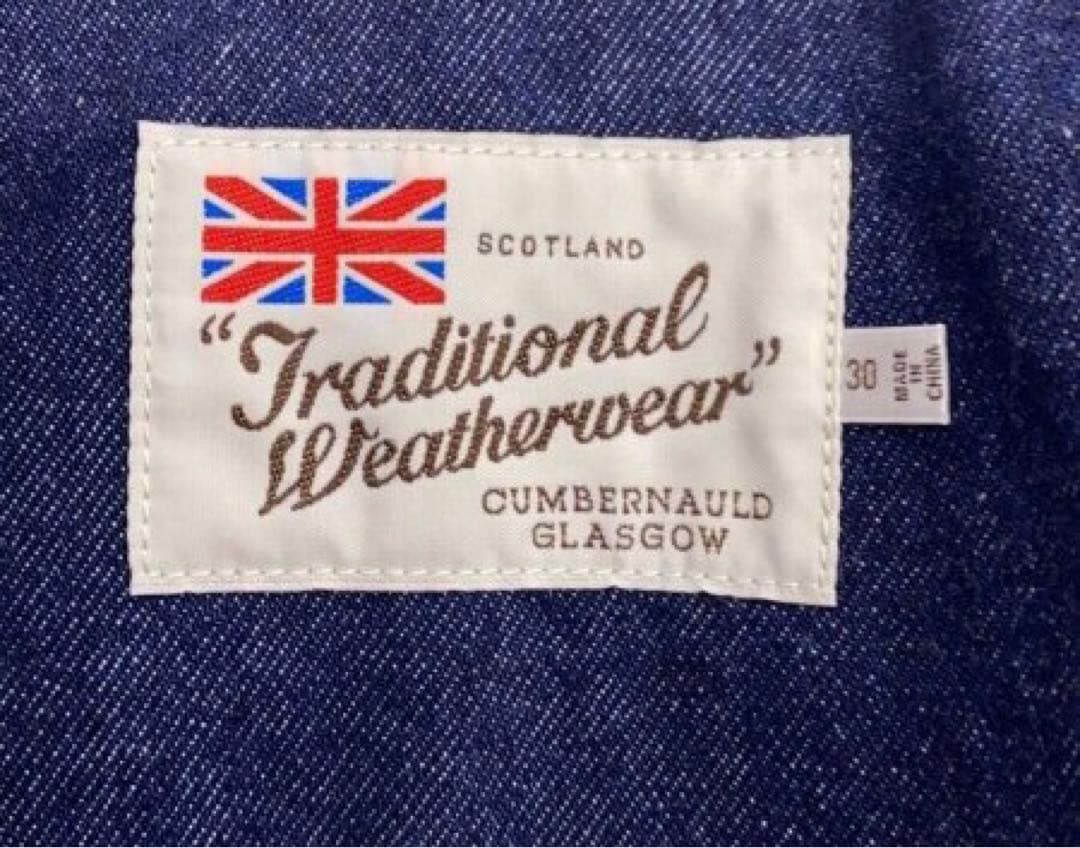 SCOTLAND
“Traditional
Weatherwear”
CUMBERNAULD
GLASGOW
30
MADE
IN
CHINA